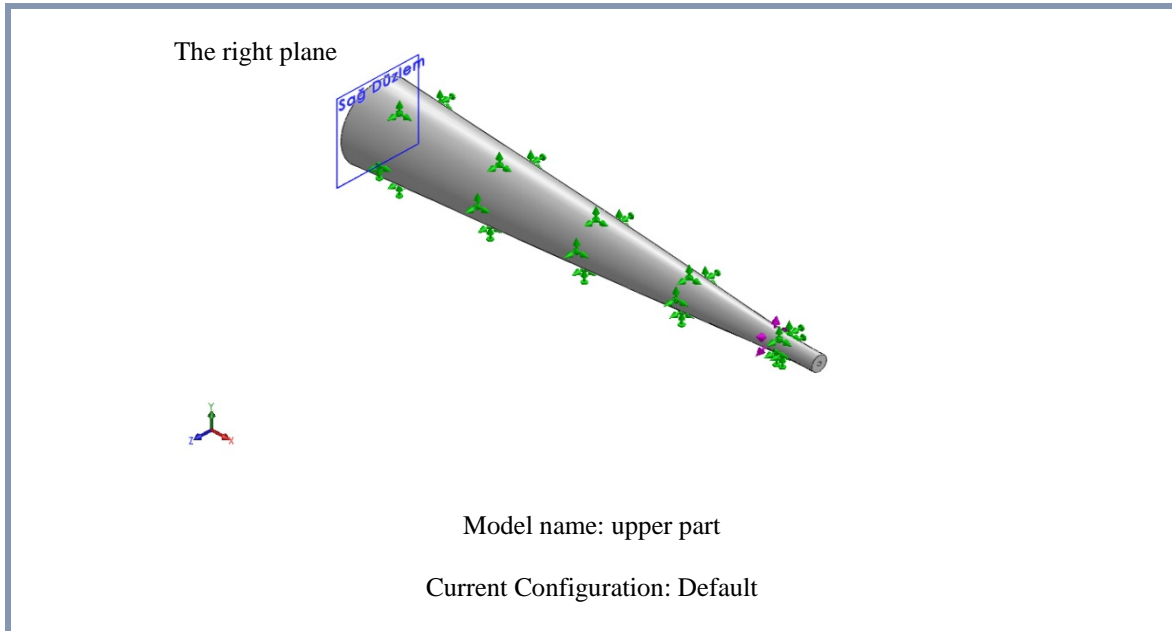 The right plane
Sağ Düzlem
Y
Z
X
Model name: upper part
Current Configuration: Default